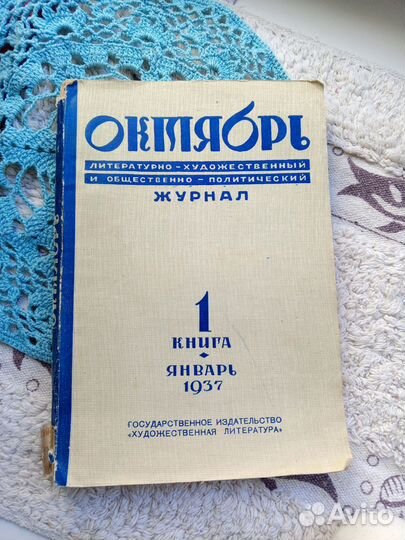 ОКТЯБРЬ
ЛИТЕРАТУРНО-ХУДОЖЕСТВЕННЫЙ
И ОБЩЕСТВЕННО-ПОЛИТИЧЕСКИЙ
ЖУРНАЛ
1
КНИГА
ЯНВАРЬ
1937
ГОСУДАРСТВЕННОЕ ИЗДАТЕЛЬСТВО
«ХУДОЖЕСТВЕННАЯ ЛИТЕРАТУРА»
Avito